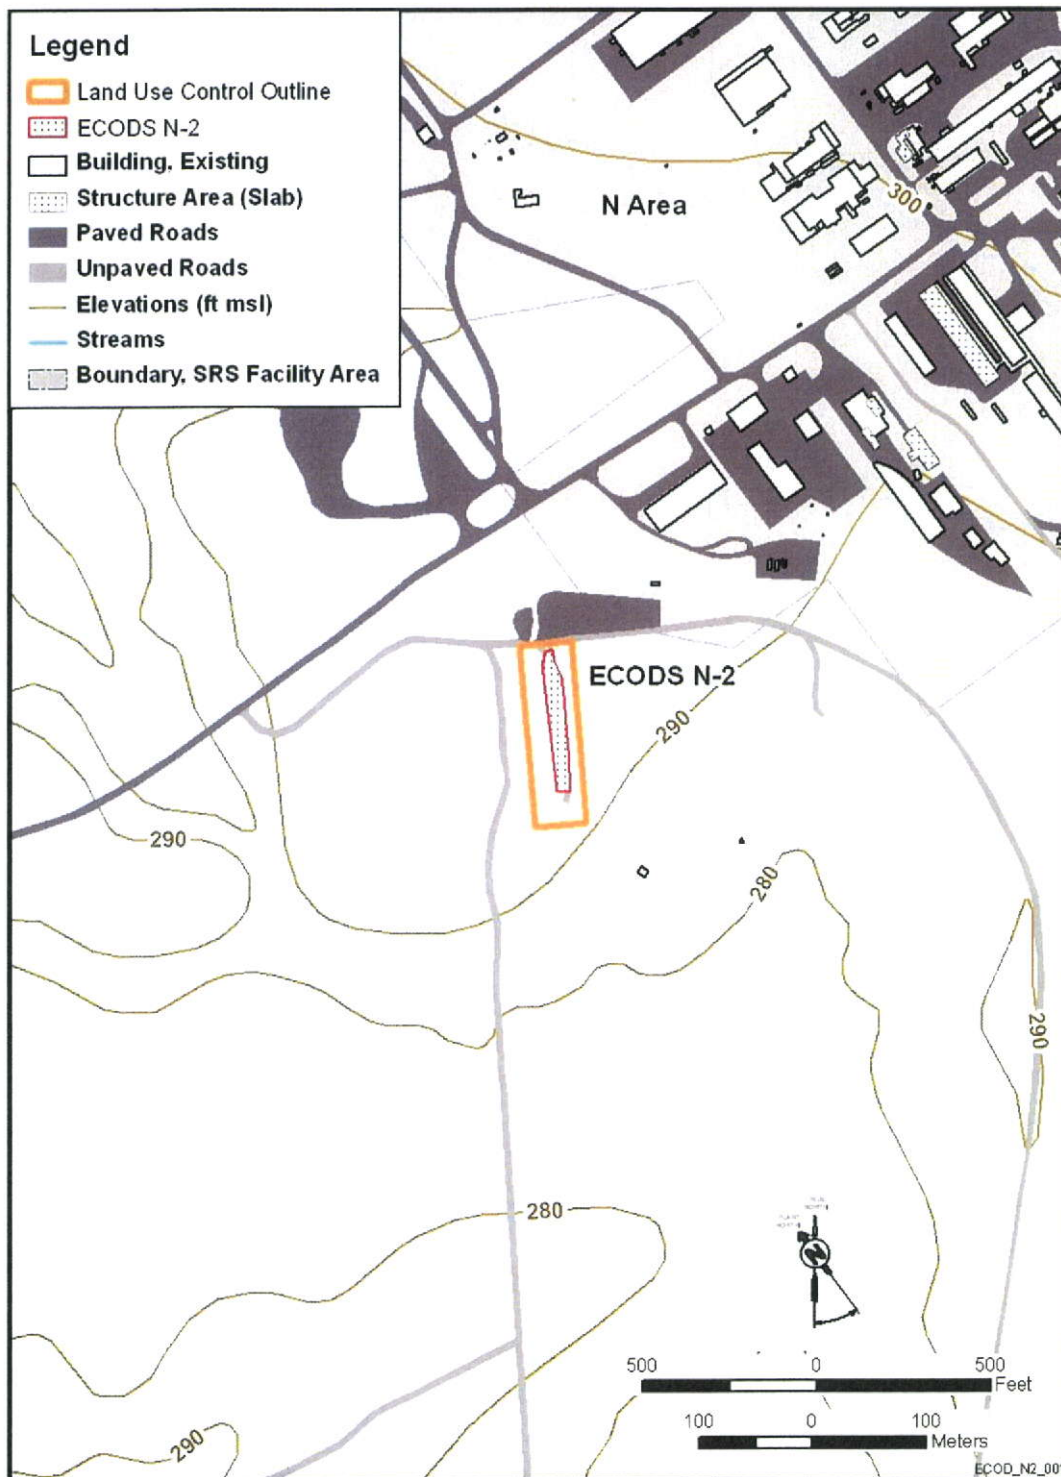 Legend
Land Use Control Outline
ECODS N-2
Building, Existing
Structure Area (Slab)
Paved Roads
Unpaved Roads
Elevations (ft msl)
Streams
Boundary, SRS Facility Area
N Area
300
ECODS N-2
290
290
280
290
280
N
290
500 0 500
Feet
100 0 100
Meters